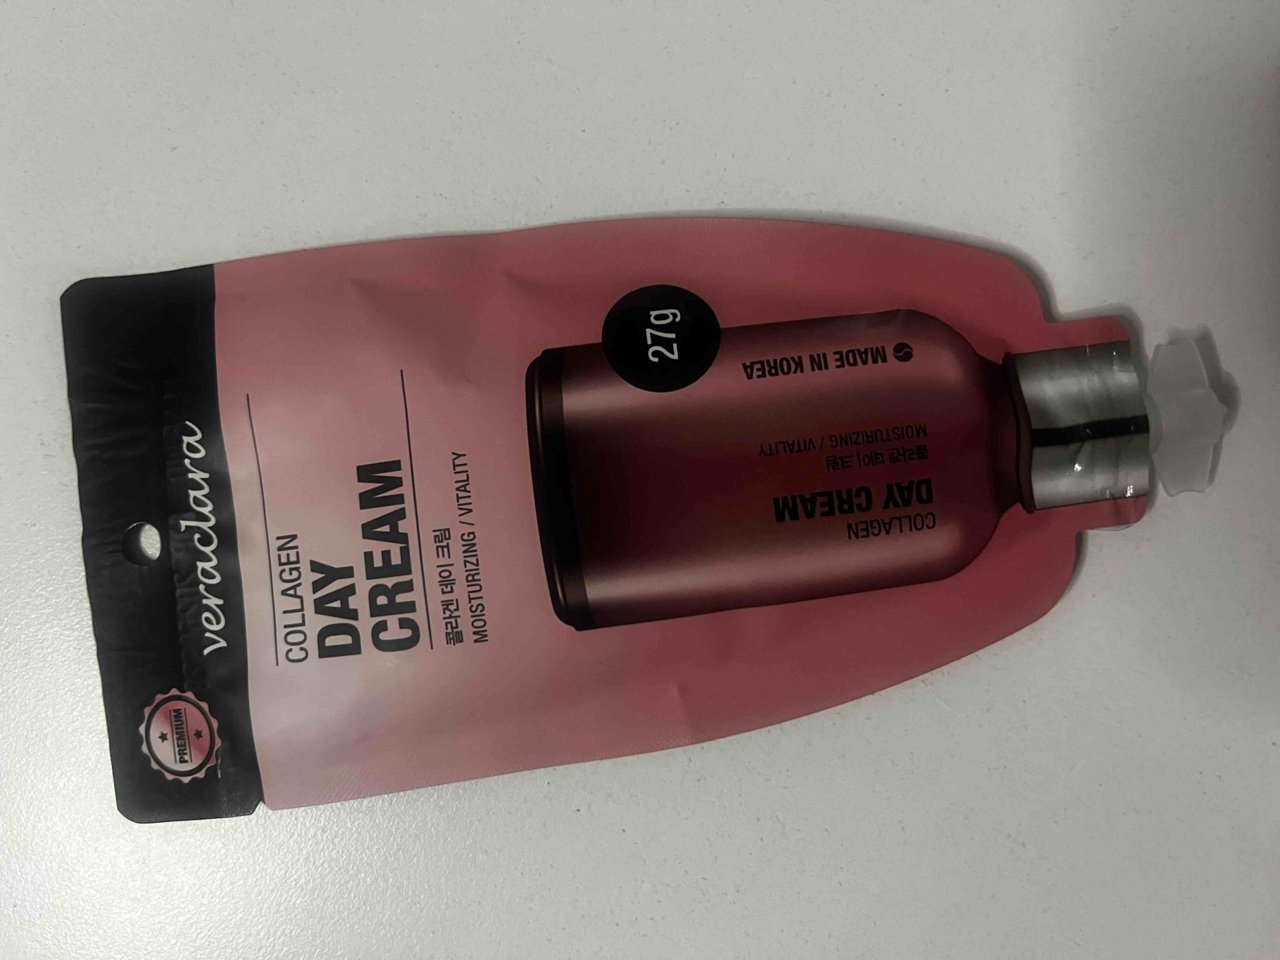 veraclara
PREMIUM
COLLAGEN
DAY
CREAM
콜라겐 데이 크림
MOISTURIZING / VITALITY
27g
COLLAGEN
DAY CREAM
콜라겐 데이 크림
MOISTURIZING / VITALITY
MADE IN KOREA